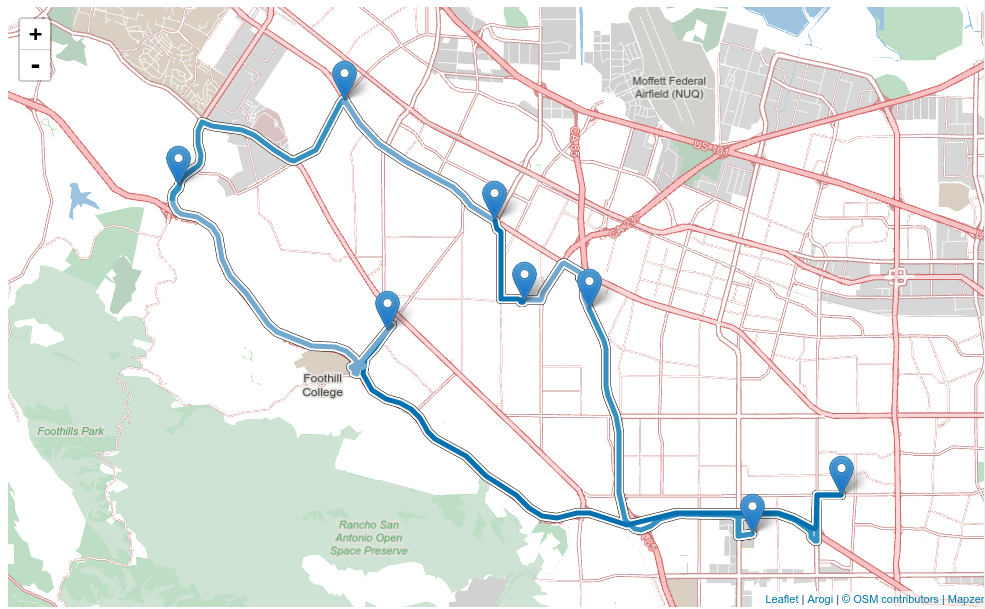 +
-
Moffett Federal
Airfield (NUQ)
CA 85
US 101
CA 237
Foothill
College
Foothills Park
Rancho San
Antonio Open
Space Preserve
Leaflet | Arogi | © OSM contributors | Mapzen